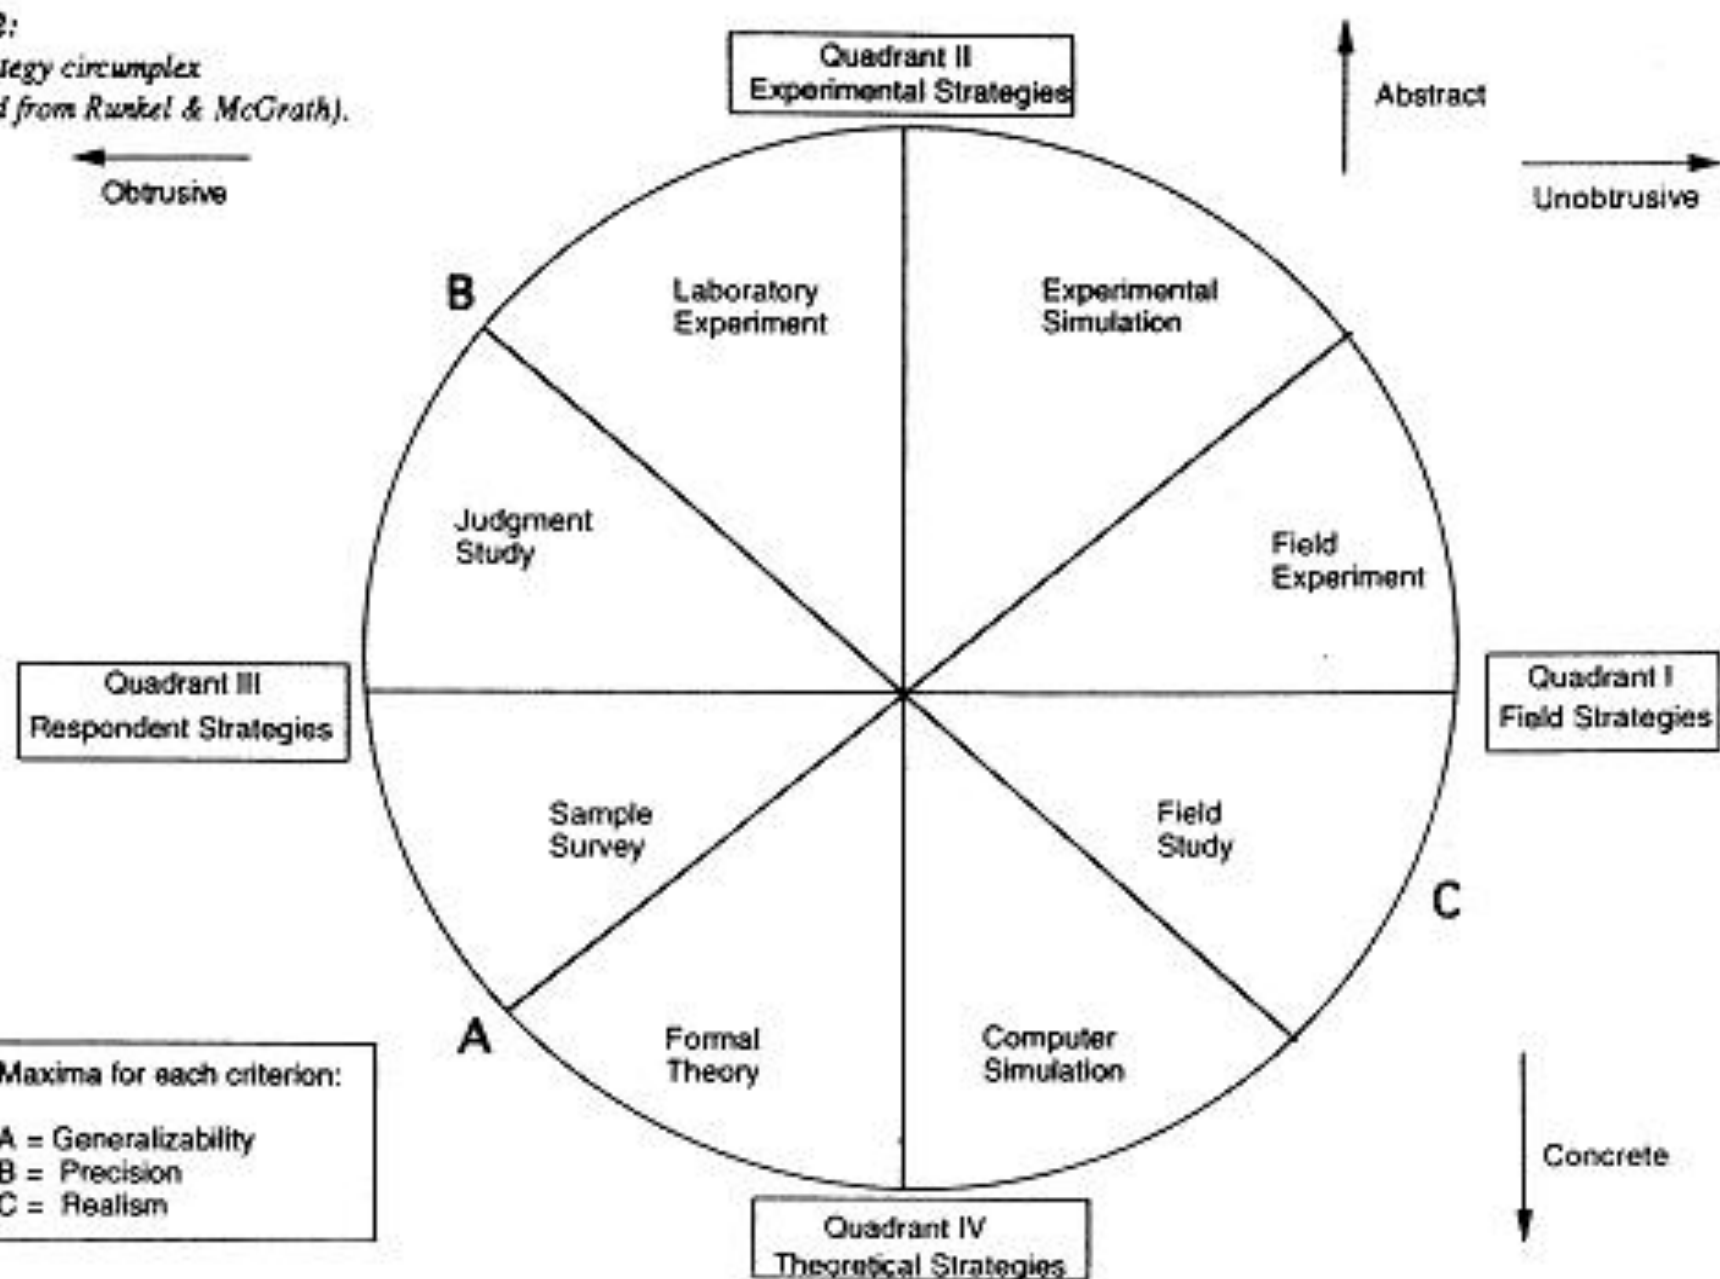 2:
tegy circumplex
d from Runkel & McGrath).
Obtrusive
Quadrant II
Experimental Strategies
Abstract
Unobtrusive
B
Laboratory
Experiment
Experimental
Simulation
Judgment
Study
Field
Experiment
Quadrant III
Respondent Strategies
Quadrant I
Field Strategies
Sample
Survey
Field
Study
C
A
Formal
Theory
Computer
Simulation
Maxima for each criterion:
A = Generalizability
B = Precision
C = Realism
Concrete
Quadrant IV
Theoretical Strategies